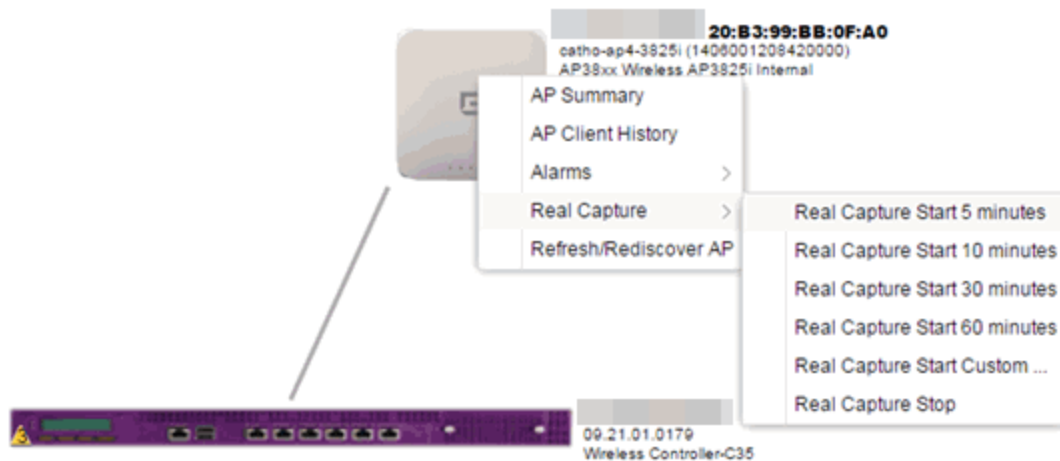 20:B3:99:BB:0F:A0
catho-ap4-3825i (1406001208420000)
AP38xx Wireless AP3825i Internal
AP Summary
AP Client History
Alarms
Real Capture
Refresh/Rediscover AP
Real Capture Start 5 minutes
Real Capture Start 10 minutes
Real Capture Start 30 minutes
Real Capture Start 60 minutes
Real Capture Start Custom ...
Real Capture Stop
09.21.01.0179
Wireless Controller-C35